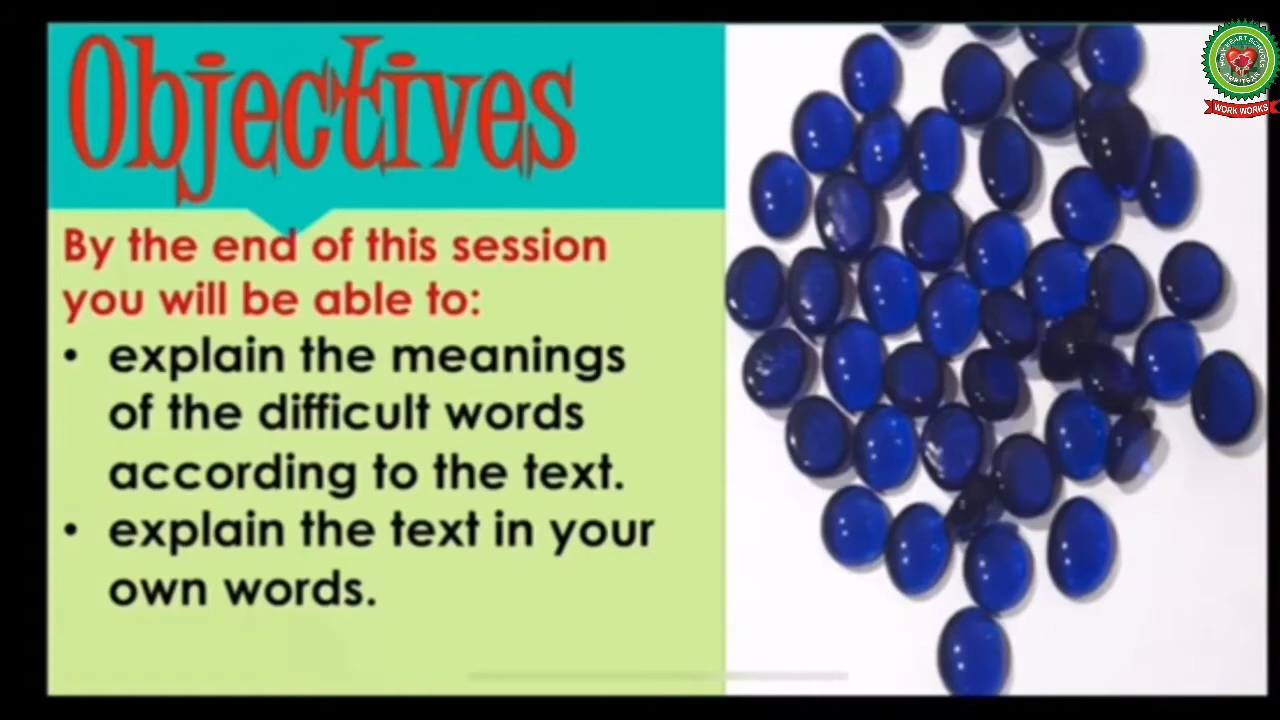 Objectives
By the end of this session
you will be able to:
• explain the meanings
of the difficult words
according to the text.
• explain the text in your
own words.
WORK WORKS